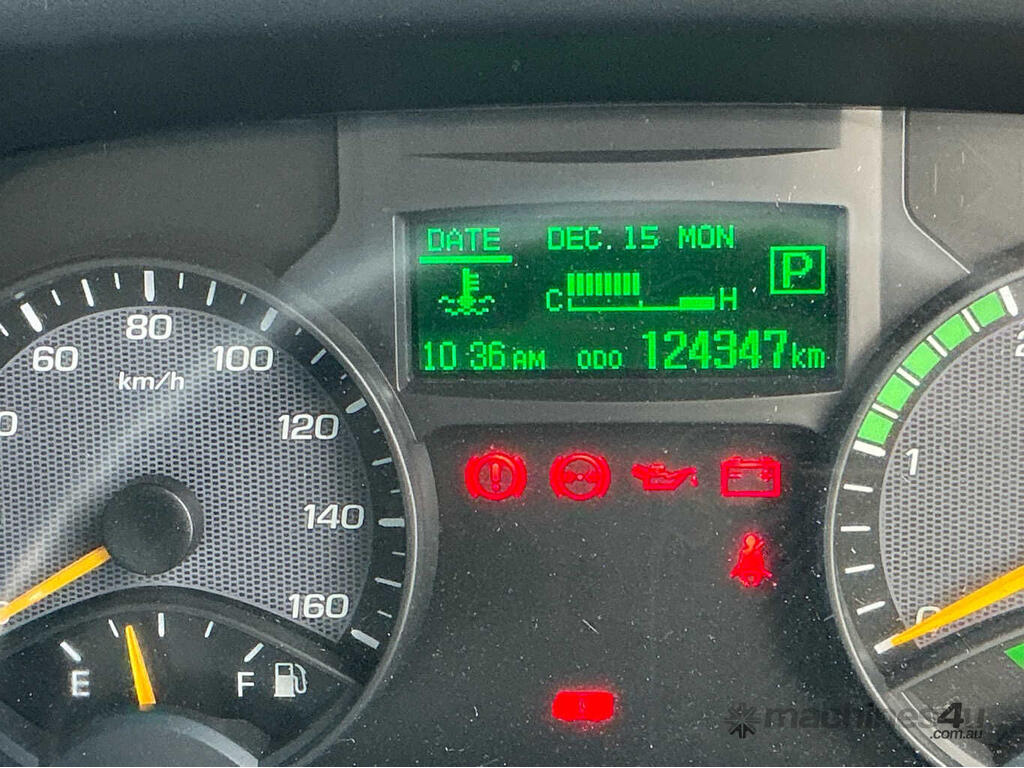 DATE DEC. 15 MON
P
C H
10:36 AM ODO 124347 km
60 80 100
km/h
120
140
160
E F
1
0
machines4u
.com.au